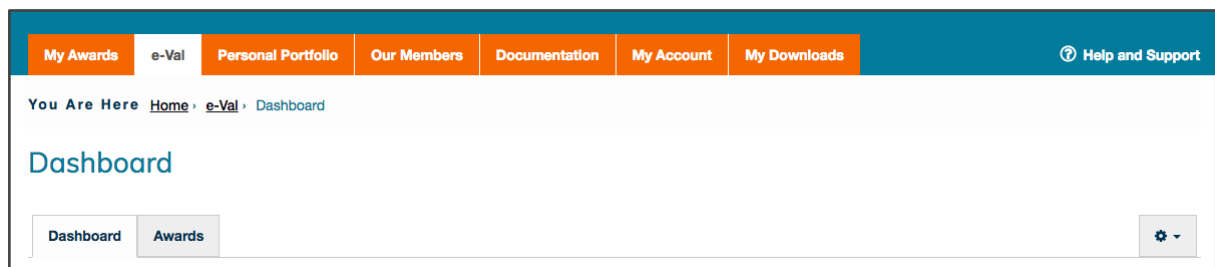 My Awards e-Val Personal Portfolio Our Members Documentation My Account My Downloads Help and Support
You Are Here Home › e-Val › Dashboard
Dashboard
Dashboard Awards